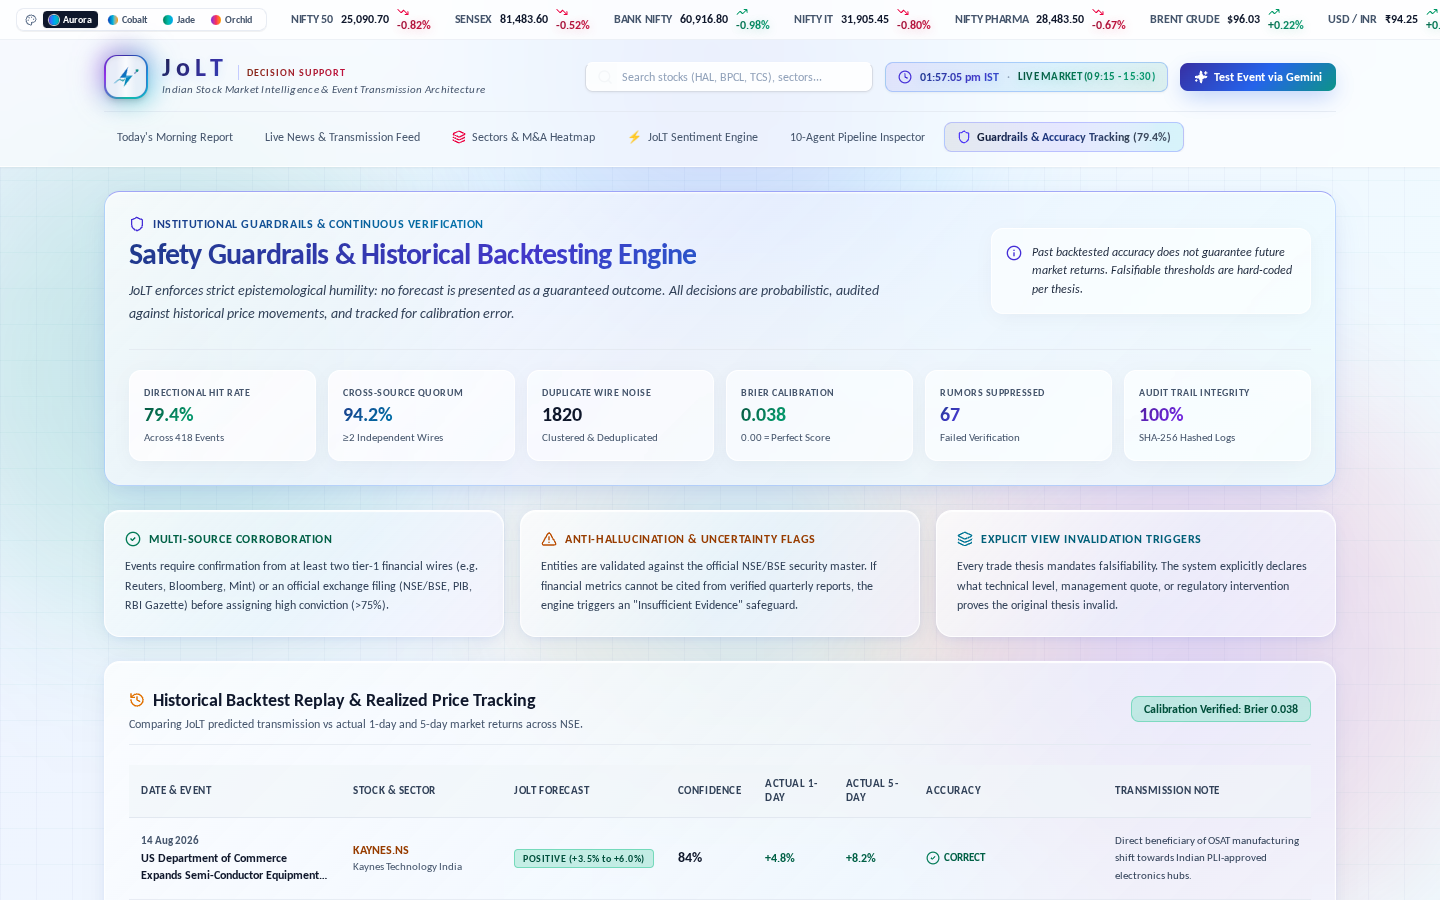 Aurora Cobalt Jade Orchid NIFTY 50 25,090.70 -0.82% SENSEX 81,483.60 -0.52% BANK NIFTY 60,916.80 -0.98% NIFTY IT 31,905.45 -0.80% NIFTY PHARMA 28,483.50 -0.67% BRENT CRUDE $96.03 +0.22% USD / INR ₹94.25
JoLT DECISION SUPPORT
Indian Stock Market Intelligence & Event Transmission Architecture
Search stocks (HAL, BPCL, TCS), sectors...
01:57:05 pm IST · LIVE MARKET (09:15 - 15:30)
Test Event via Gemini
Today's Morning Report Live News & Transmission Feed Sectors & M&A Heatmap JoLT Sentiment Engine 10-Agent Pipeline Inspector Guardrails & Accuracy Tracking (79.4%)
INSTITUTIONAL GUARDRAILS & CONTINUOUS VERIFICATION
Safety Guardrails & Historical Backtesting Engine
JoLT enforces strict epistemological humility: no forecast is presented as a guaranteed outcome. All decisions are probabilistic, audited
against historical price movements, and tracked for calibration error.
Past backtested accuracy does not guarantee future
market returns. Falsifiable thresholds are hard-coded
per thesis.
DIRECTIONAL HIT RATE
79.4%
Across 418 Events
CROSS-SOURCE QUORUM
94.2%
≥2 Independent Wires
DUPLICATE WIRE NOISE
1820
Clustered & Deduplicated
BRIER CALIBRATION
0.038
0.00 = Perfect Score
RUMORS SUPPRESSED
67
Failed Verification
AUDIT TRAIL INTEGRITY
100%
SHA-256 Hashed Logs
MULTI-SOURCE CORROBORATION
Events require confirmation from at least two tier-1 financial wires (e.g.
Reuters, Bloomberg, Mint) or an official exchange filing (NSE/BSE, PIB,
RBI Gazette) before assigning high conviction (>75%).
ANTI-HALLUCINATION & UNCERTAINTY FLAGS
Entities are validated against the official NSE/BSE security master. If
financial metrics cannot be cited from verified quarterly reports, the
engine triggers an "Insufficient Evidence" safeguard.
EXPLICIT VIEW INVALIDATION TRIGGERS
Every trade thesis mandates falsifiability. The system explicitly declares
what technical level, management quote, or regulatory intervention
proves the original thesis invalid.
Historical Backtest Replay & Realized Price Tracking
Comparing JoLT predicted transmission vs actual 1-day and 5-day market returns across NSE.
Calibration Verified: Brier 0.038
DATE & EVENT STOCK & SECTOR JOLT FORECAST CONFIDENCE ACTUAL 1-DAY ACTUAL 5-DAY ACCURACY TRANSMISSION NOTE
14 Aug 2026
US Department of Commerce
Expands Semi-Conductor Equipment...
KAYNES.NS
Kaynes Technology India
POSITIVE (+3.5% to +6.0%)
84%
+4.8%
+8.2%
CORRECT
Direct beneficiary of OSAT manufacturing
shift towards Indian PLI-approved
electronics hubs.